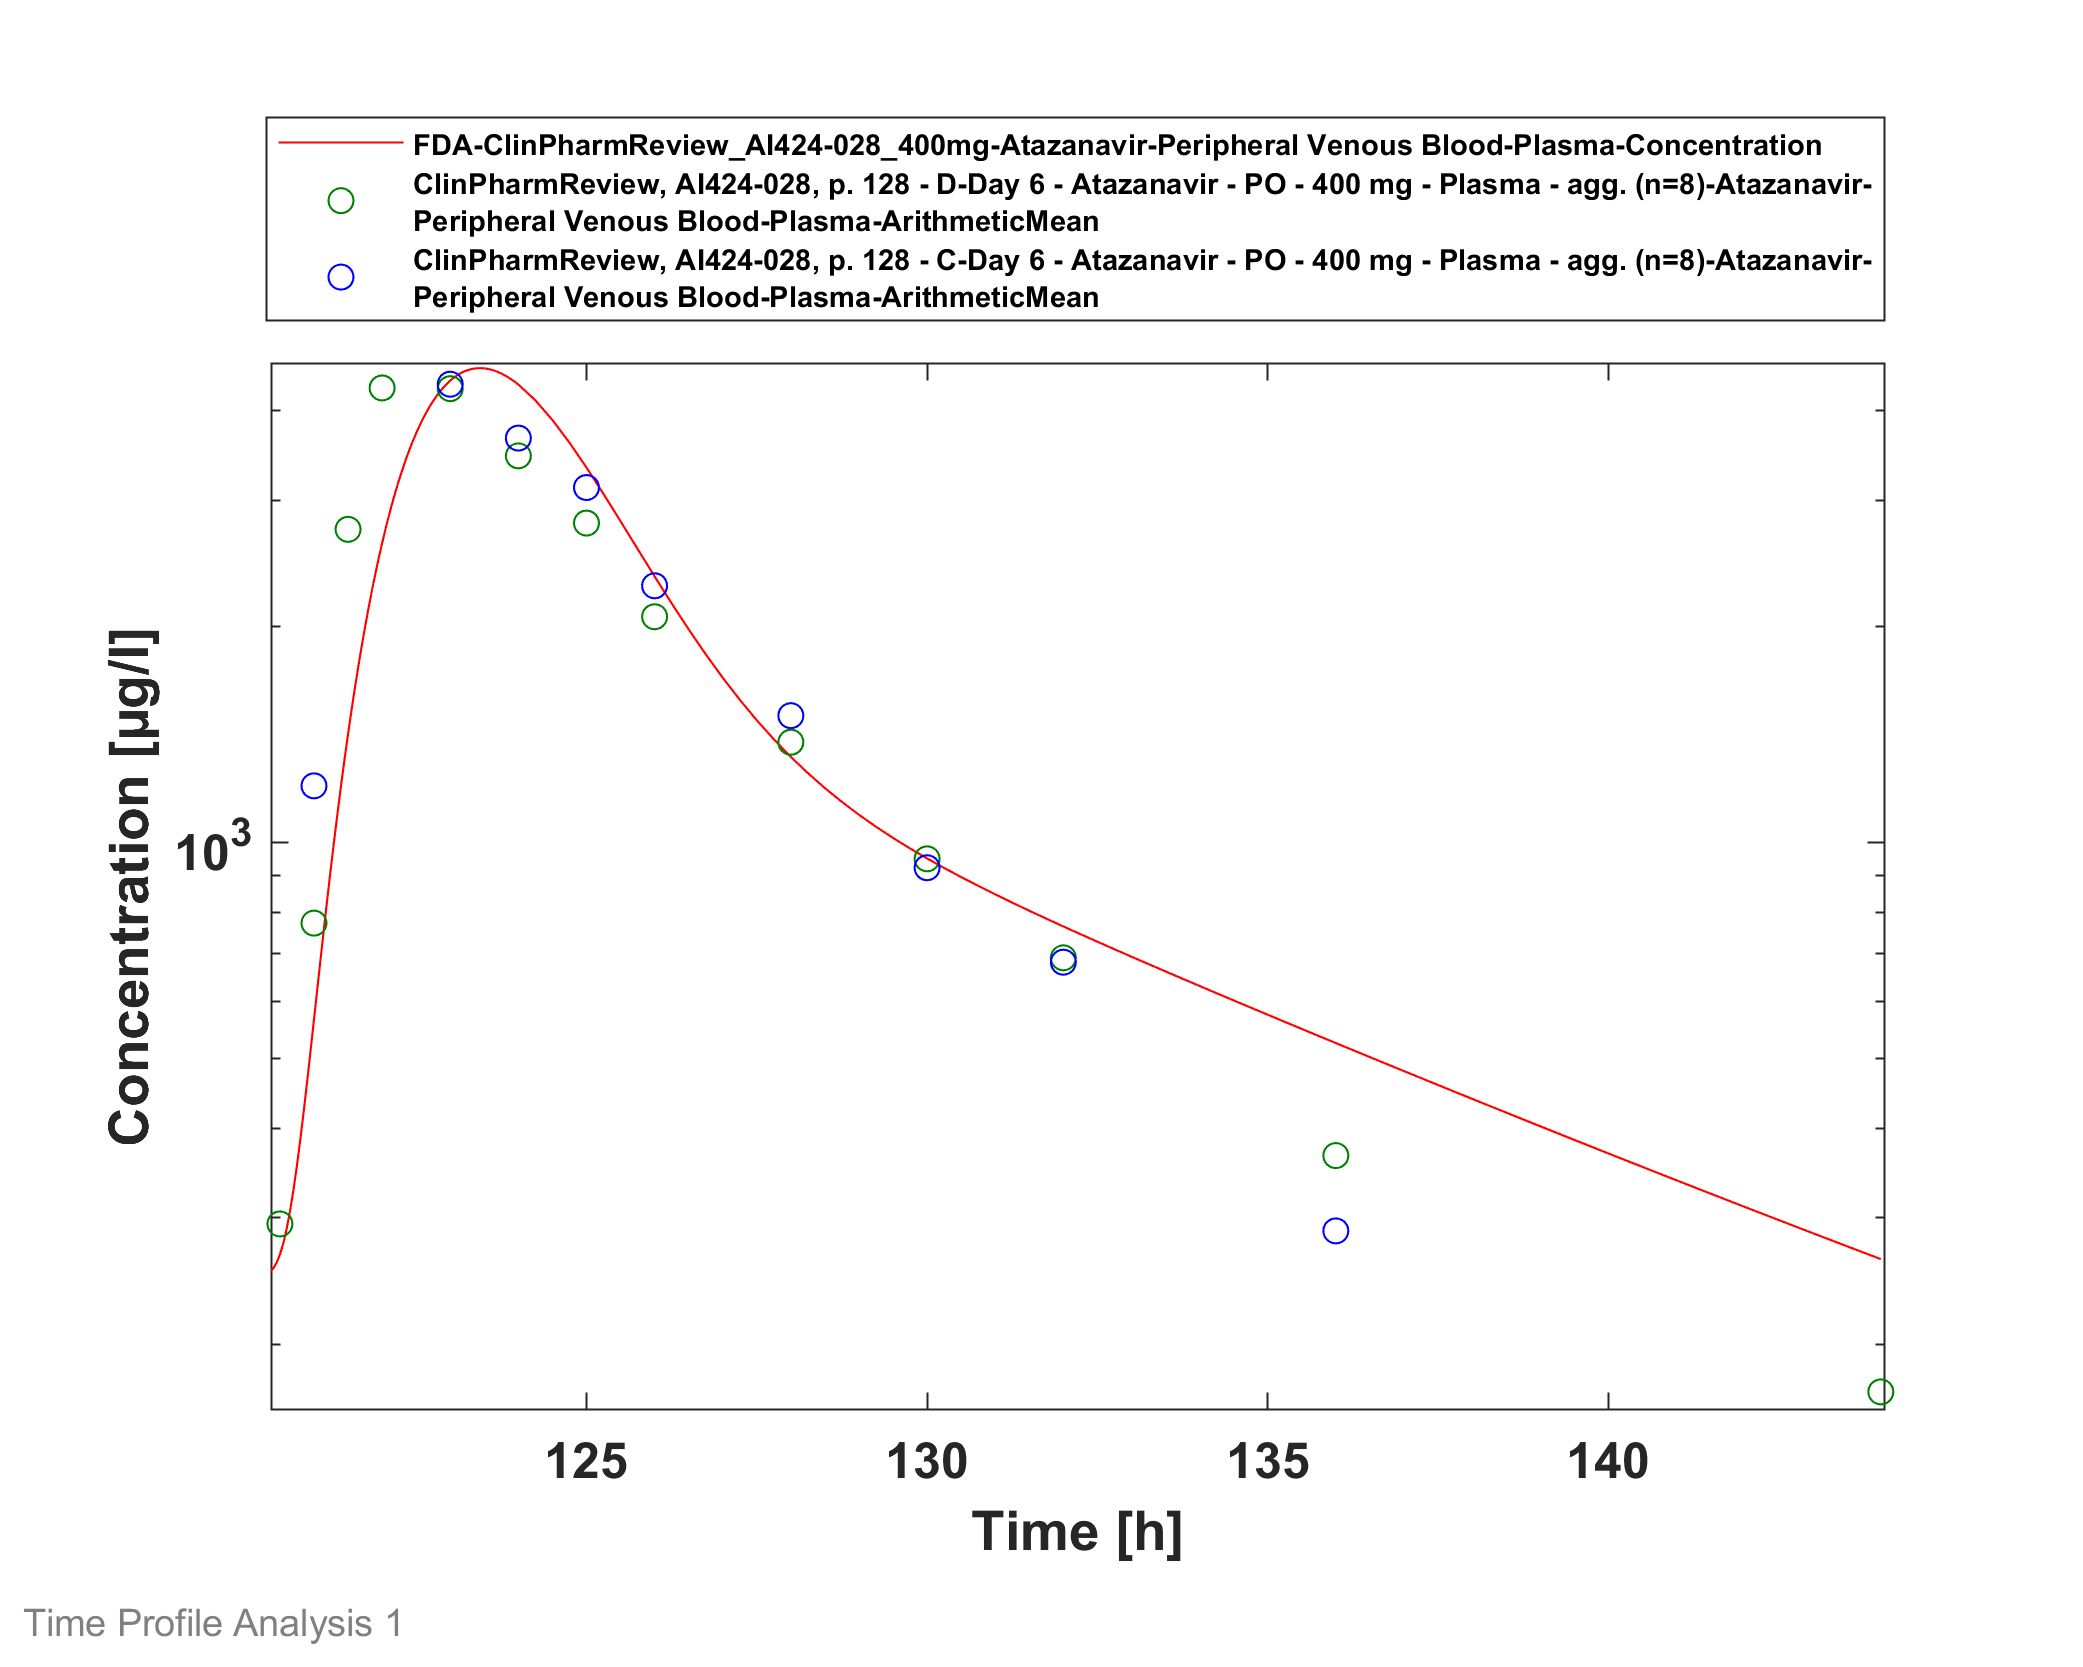 FDA-ClinPharmReview_AI424-028_400mg-Atazanavir-Peripheral Venous Blood-Plasma-Concentration
ClinPharmReview, AI424-028, p. 128 - D-Day 6 - Atazanavir - PO - 400 mg - Plasma - agg. (n=8)-Atazanavir-
Peripheral Venous Blood-Plasma-ArithmeticMean
ClinPharmReview, AI424-028, p. 128 - C-Day 6 - Atazanavir - PO - 400 mg - Plasma - agg. (n=8)-Atazanavir-
Peripheral Venous Blood-Plasma-ArithmeticMean
Concentration [µg/l]
10³
125 130 135 140
Time [h]
Time Profile Analysis 1